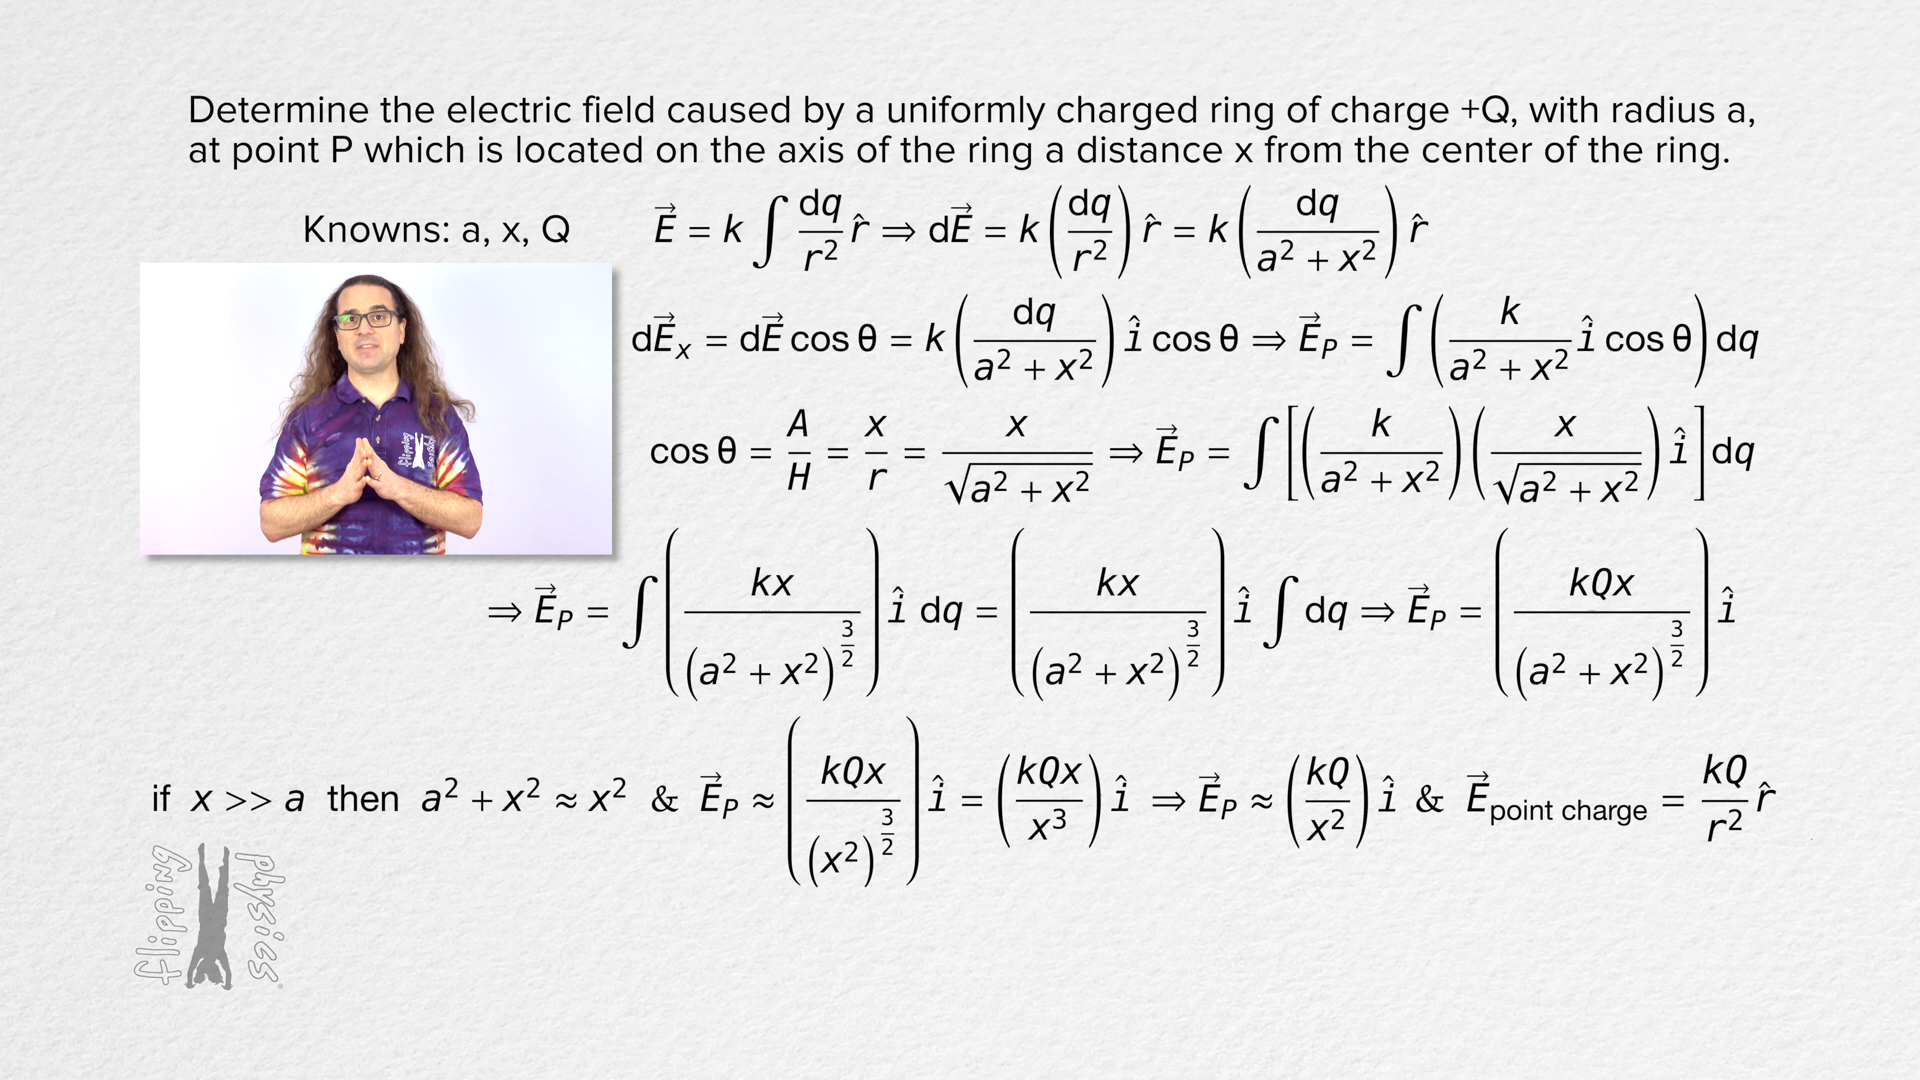 Determine the electric field caused by a uniformly charged ring of charge +Q, with radius a,
at point P which is located on the axis of the ring a distance x from the center of the ring.
Knowns: a, x, Q
E⃗ = k ∫ dq/r² r̂ ⇒ dE⃗ = k (dq/r²) r̂ = k (dq/(a² + x²)) r̂
dE⃗ₓ = dE⃗ cos θ = k (dq/(a² + x²)) î cos θ ⇒ E⃗_P = ∫ (k/(a² + x²) î cos θ) dq
cos θ = A/H = x/r = x/√(a² + x²) ⇒ E⃗_P = ∫ [(k/(a² + x²)) (x/√(a² + x²)) î] dq
⇒ E⃗_P = ∫ (kx/(a² + x²)^(3/2)) î dq = (kx/(a² + x²)^(3/2)) î ∫ dq ⇒ E⃗_P = (kQx/(a² + x²)^(3/2)) î
if x >> a then a² + x² ≈ x² & E⃗_P ≈ (kQx/(x²)^(3/2)) î = (kQx/x³) î ⇒ E⃗_P ≈ (kQ/x²) î & E⃗_point charge = kQ/r² r̂
flipping
physics
flipping
physics